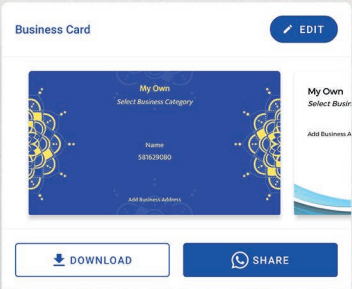 Business Card
EDIT
My Own
Select Business Category
Name
581629080
Add Business Address
My Own
Select Busin
Add Business A
DOWNLOAD
SHARE